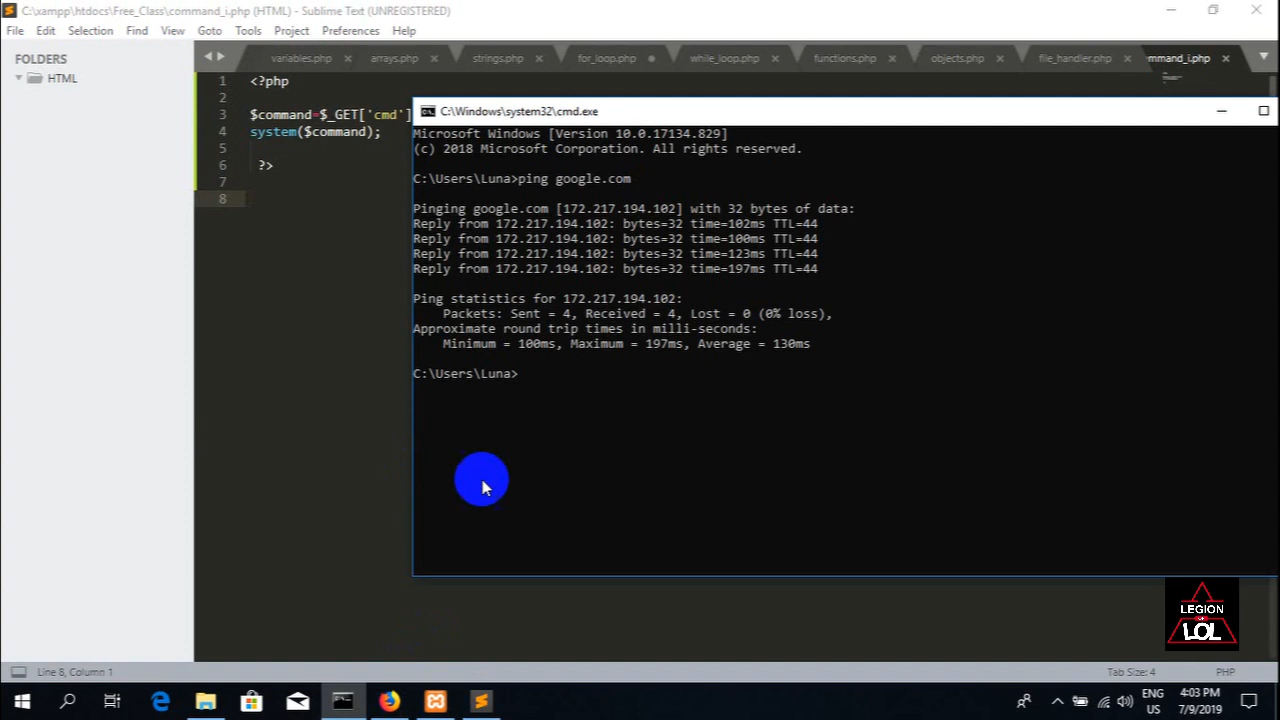 C:\xampp\htdocs\Free_Class\command_i.php (HTML) - Sublime Text (UNREGISTERED)
File Edit Selection Find View Goto Tools Project Preferences Help
FOLDERS
HTML
variables.php arrays.php strings.php for_loop.php while_loop.php functions.php objects.php file_handler.php mmand_i.php
1 <?php
2
3 $command=$_GET['cmd']
4 system($command);
5
6 ?>
7
8
C:\Windows\system32\cmd.exe
Microsoft Windows [Version 10.0.17134.829]
(c) 2018 Microsoft Corporation. All rights reserved.
C:\Users\Luna>ping google.com
Pinging google.com [172.217.194.102] with 32 bytes of data:
Reply from 172.217.194.102: bytes=32 time=102ms TTL=44
Reply from 172.217.194.102: bytes=32 time=100ms TTL=44
Reply from 172.217.194.102: bytes=32 time=123ms TTL=44
Reply from 172.217.194.102: bytes=32 time=197ms TTL=44
Ping statistics for 172.217.194.102:
Packets: Sent = 4, Received = 4, Lost = 0 (0% loss),
Approximate round trip times in milli-seconds:
Minimum = 100ms, Maximum = 197ms, Average = 130ms
C:\Users\Luna>
LEGION
LOL
Line 8, Column 1
Tab Size: 4 PHP
ENG
US
4:03 PM
7/9/2019